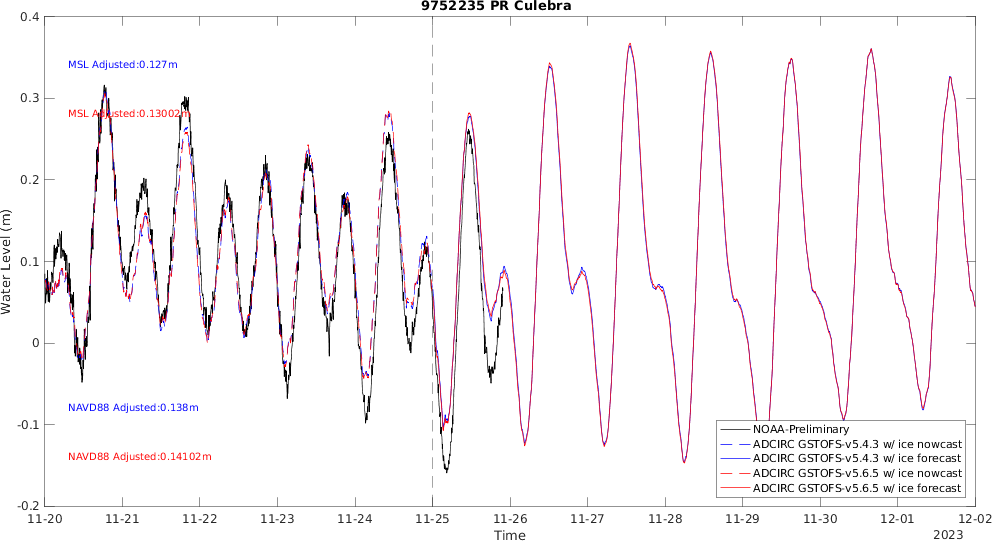 9752235 PR Culebra
0.4
MSL Adjusted:0.127m
0.3
MSL Adjusted:0.13002m
0.2
0.1
Water Level (m)
0
NAVD88 Adjusted:0.138m
-0.1
NAVD88 Adjusted:0.14102m
-0.2
NOAA-Preliminary
ADCIRC GSTOFS-v5.4.3 w/ ice nowcast
ADCIRC GSTOFS-v5.4.3 w/ ice forecast
ADCIRC GSTOFS-v5.6.5 w/ ice nowcast
ADCIRC GSTOFS-v5.6.5 w/ ice forecast
11-20 11-21 11-22 11-23 11-24 11-25 11-26 11-27 11-28 11-29 11-30 12-01 12-02
Time
2023